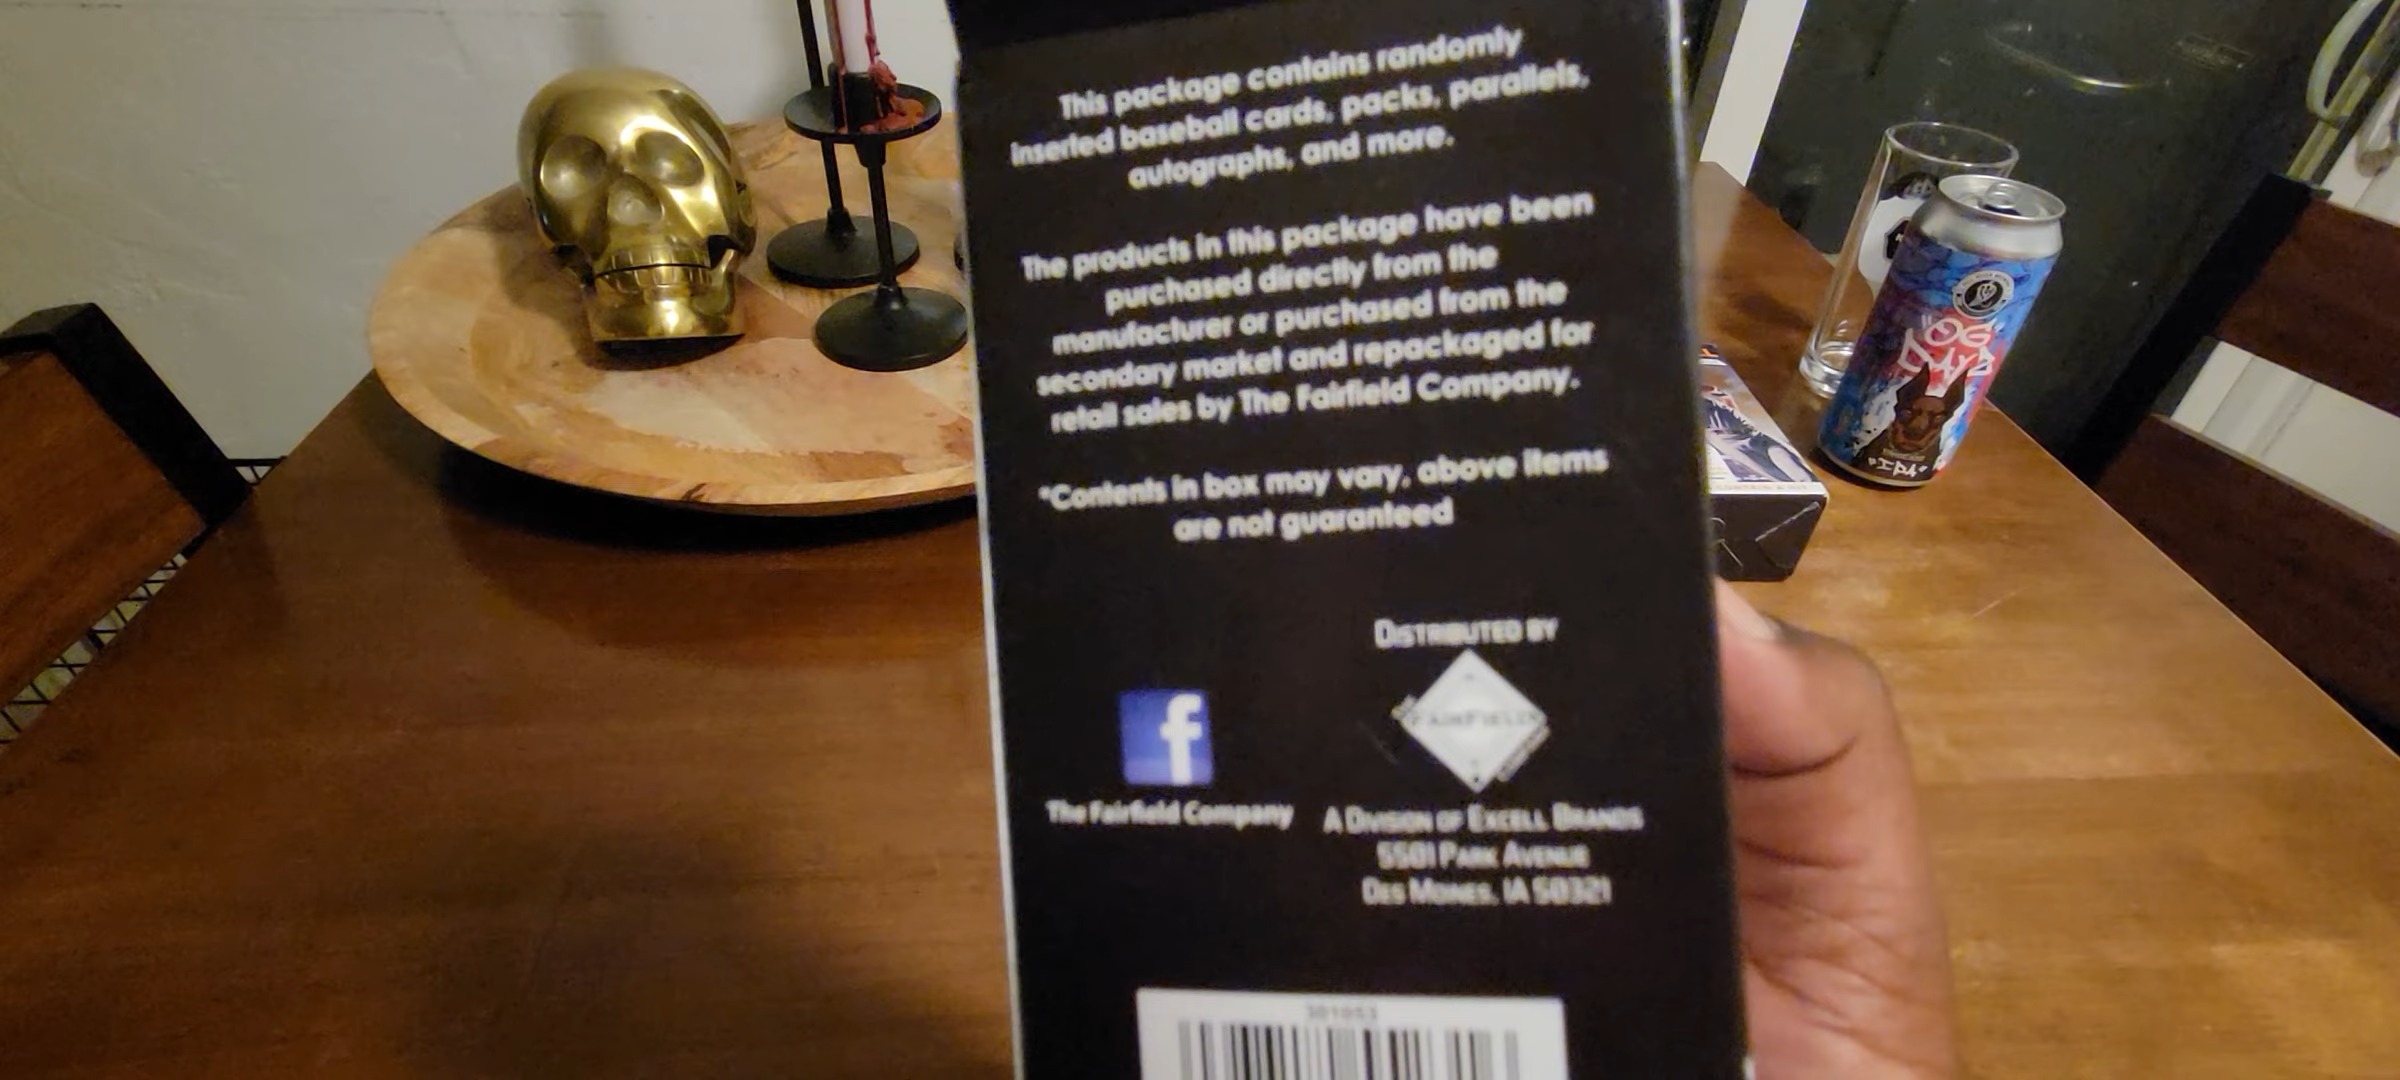 This package contains randomly
inserted baseball cards, packs, parallels,
autographs, and more.
The products in this package have been
purchased directly from the
manufacturer or purchased from the
secondary market and repackaged for
retail sales by The Fairfield Company.
*Contents in box may vary, above items
are not guaranteed
DISTRIBUTED BY
FAIRFIELD
The Fairfield Company
A DIVISION OF EXCELL BRANDS
5501 PARK AVENUE
DES MOINES, IA 50321
"OG
"IPA"